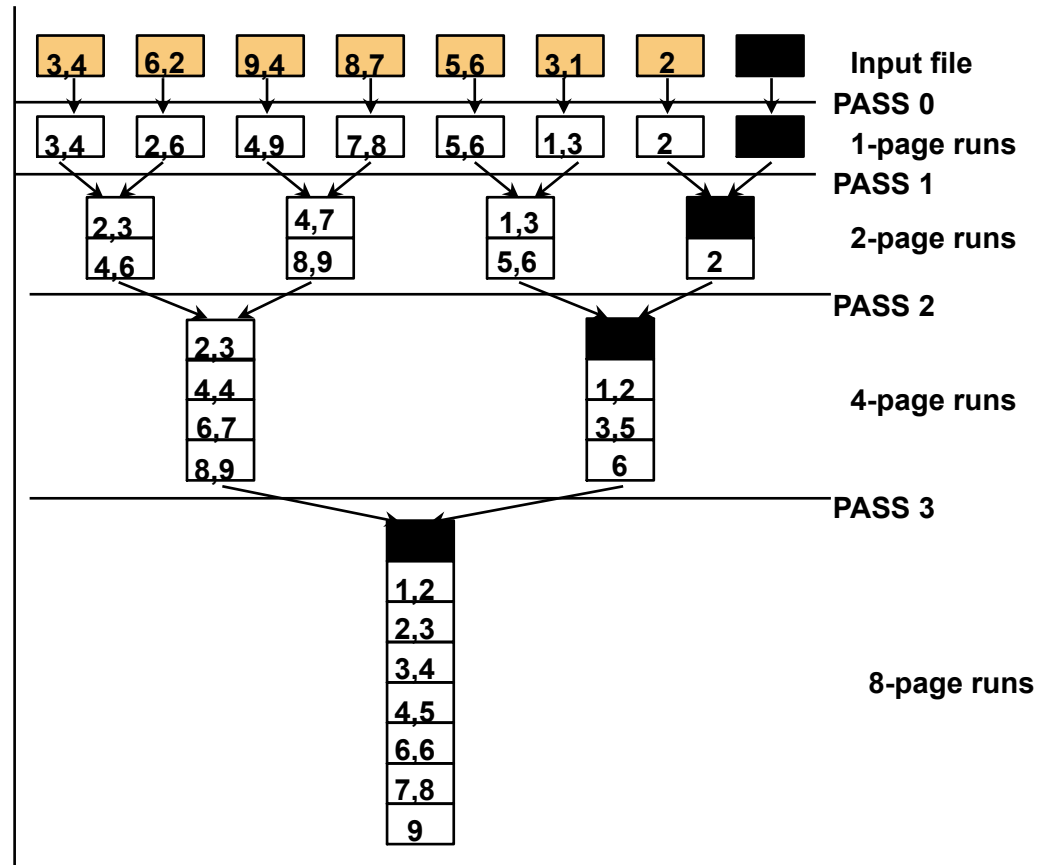 3,4 6,2 9,4 8,7 5,6 3,1 2 Input file
PASS 0
3,4 2,6 4,9 7,8 5,6 1,3 2 1-page runs
PASS 1
2,3 4,7 1,3 2-page runs
4,6 8,9 5,6 2
PASS 2
2,3
4,4 1,2 4-page runs
6,7 3,5
8,9 6
PASS 3
1,2
2,3
3,4
4,5 8-page runs
6,6
7,8
9